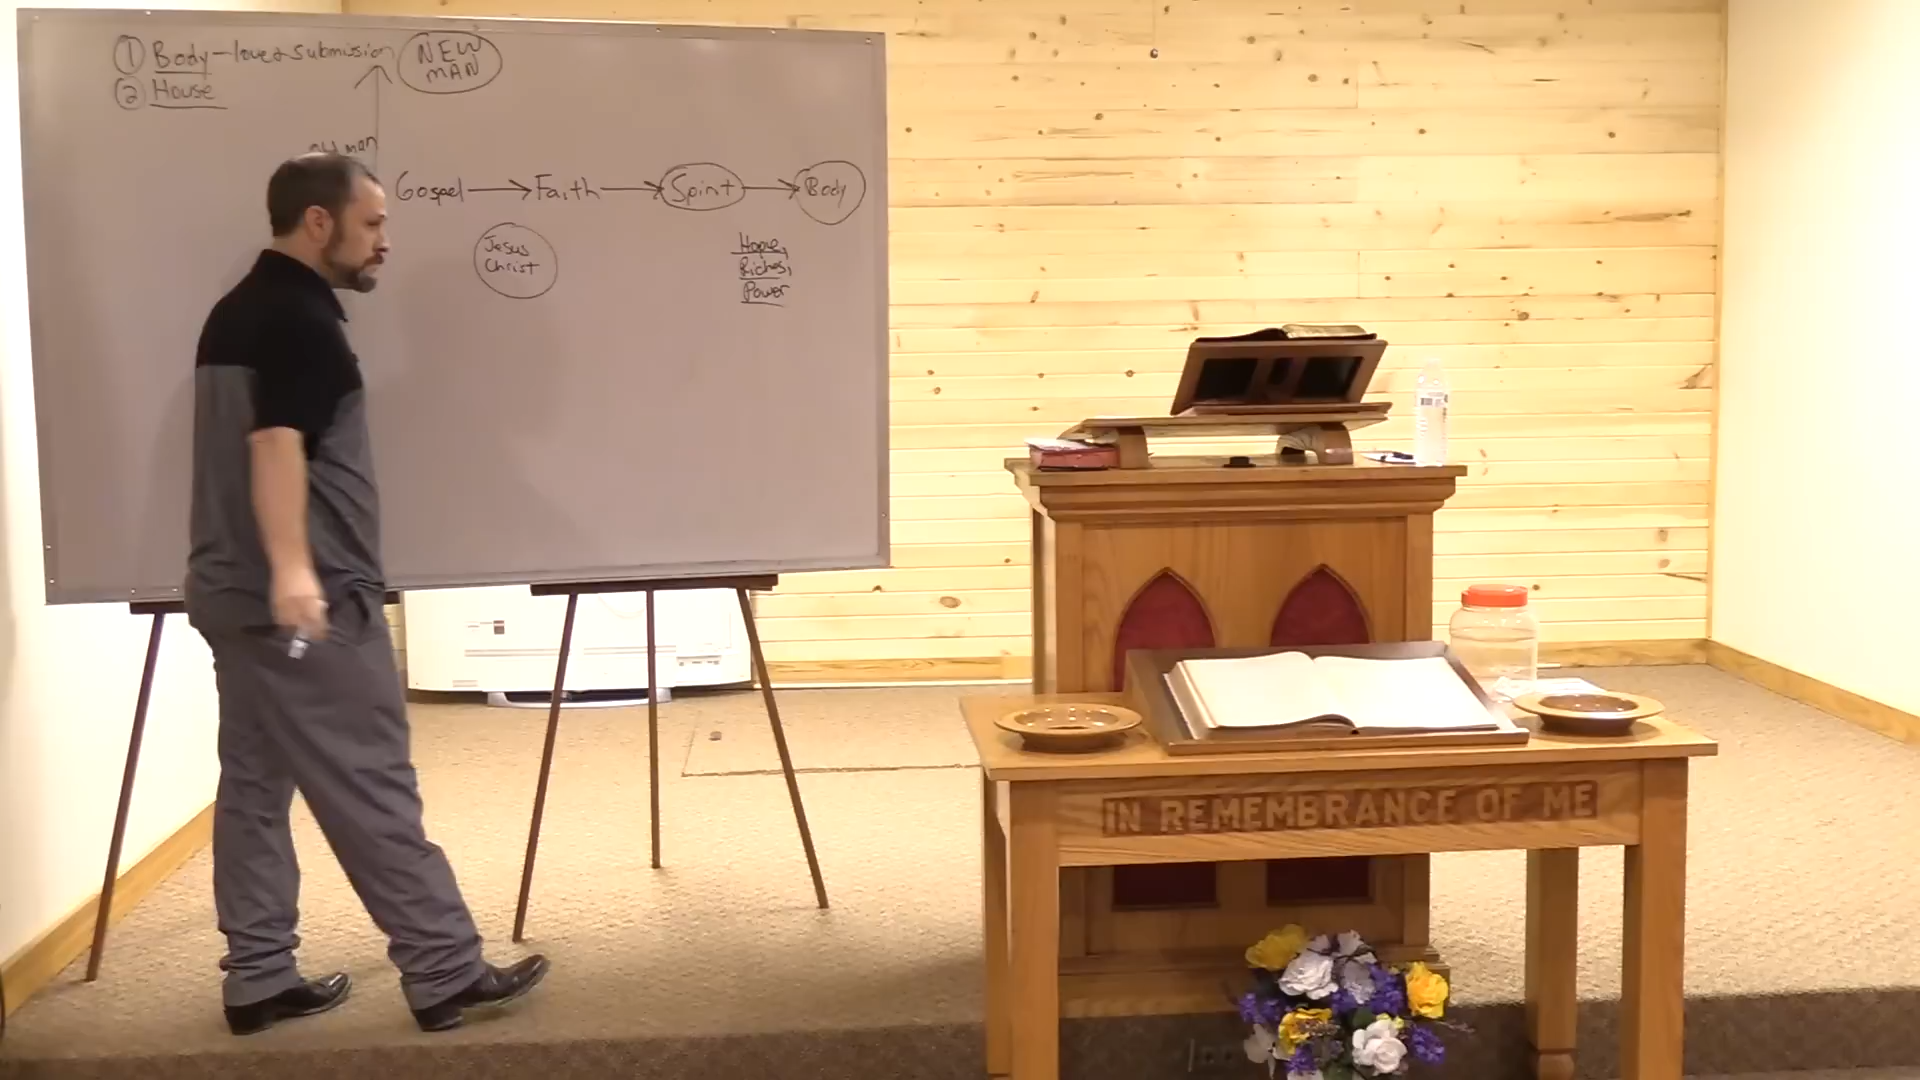 ① Body - love & submission
② House
NEW
MAN
old man
Gospel → Faith → Spirit → Body
Jesus
Christ
Hope,
Riches,
Power
IN REMEMBRANCE OF ME